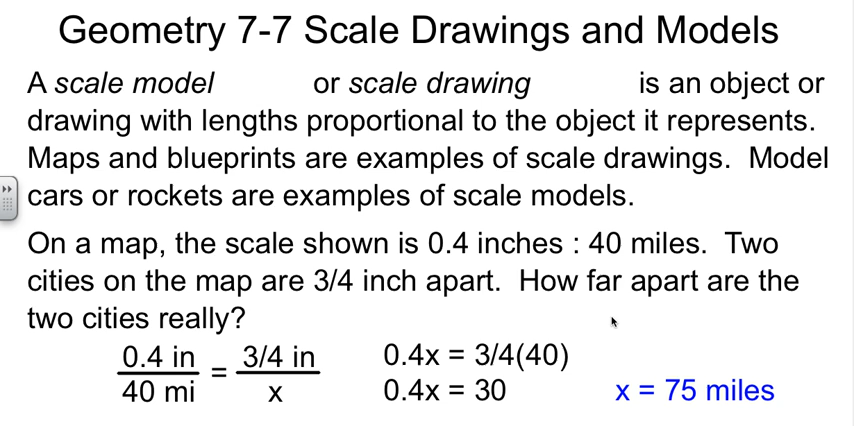 Geometry 7-7 Scale Drawings and Models
A scale model or scale drawing is an object or
drawing with lengths proportional to the object it represents.
Maps and blueprints are examples of scale drawings. Model
cars or rockets are examples of scale models.
On a map, the scale shown is 0.4 inches : 40 miles. Two
cities on the map are 3/4 inch apart. How far apart are the
two cities really?
0.4 in = 3/4 in
40 mi x
0.4x = 3/4(40)
0.4x = 30
x = 75 miles